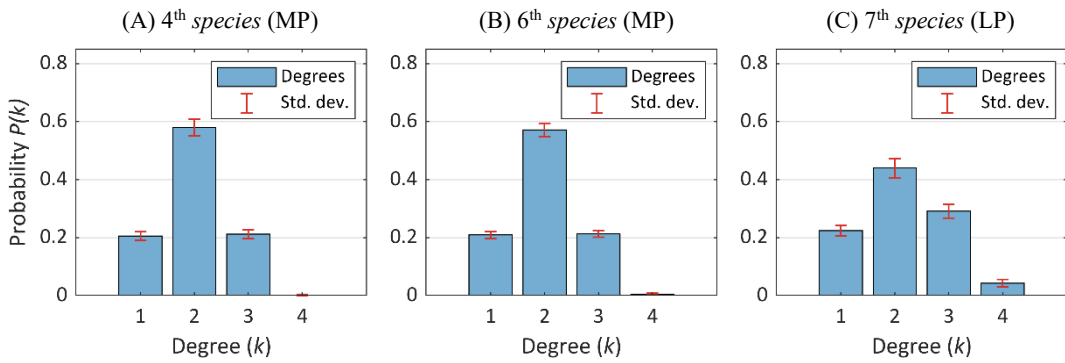 (A) 4th species (MP)
0.8
0.6
0.4
0.2
0
Probability P(k)
Degrees
Std. dev.
1 2 3 4
Degree (k)
(B) 6th species (MP)
0.8
0.6
0.4
0.2
0
Degrees
Std. dev.
1 2 3 4
Degree (k)
(C) 7th species (LP)
0.8
0.6
0.4
0.2
0
Degrees
Std. dev.
1 2 3 4
Degree (k)